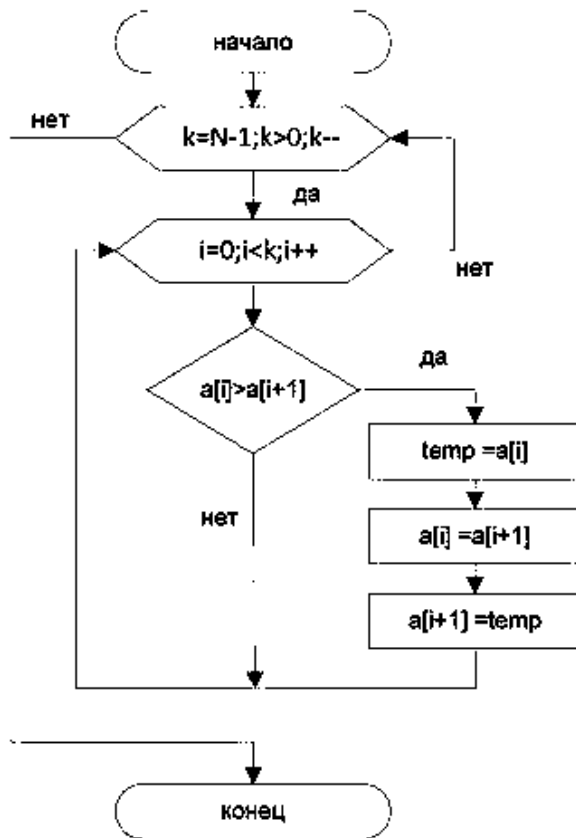 начало
нет
k=N-1;k>0;k--
да
i=0;i<k;i++
нет
a[i]>a[i+1]
да
temp =a[i]
нет
a[i] =a[i+1]
a[i+1] =temp
конец